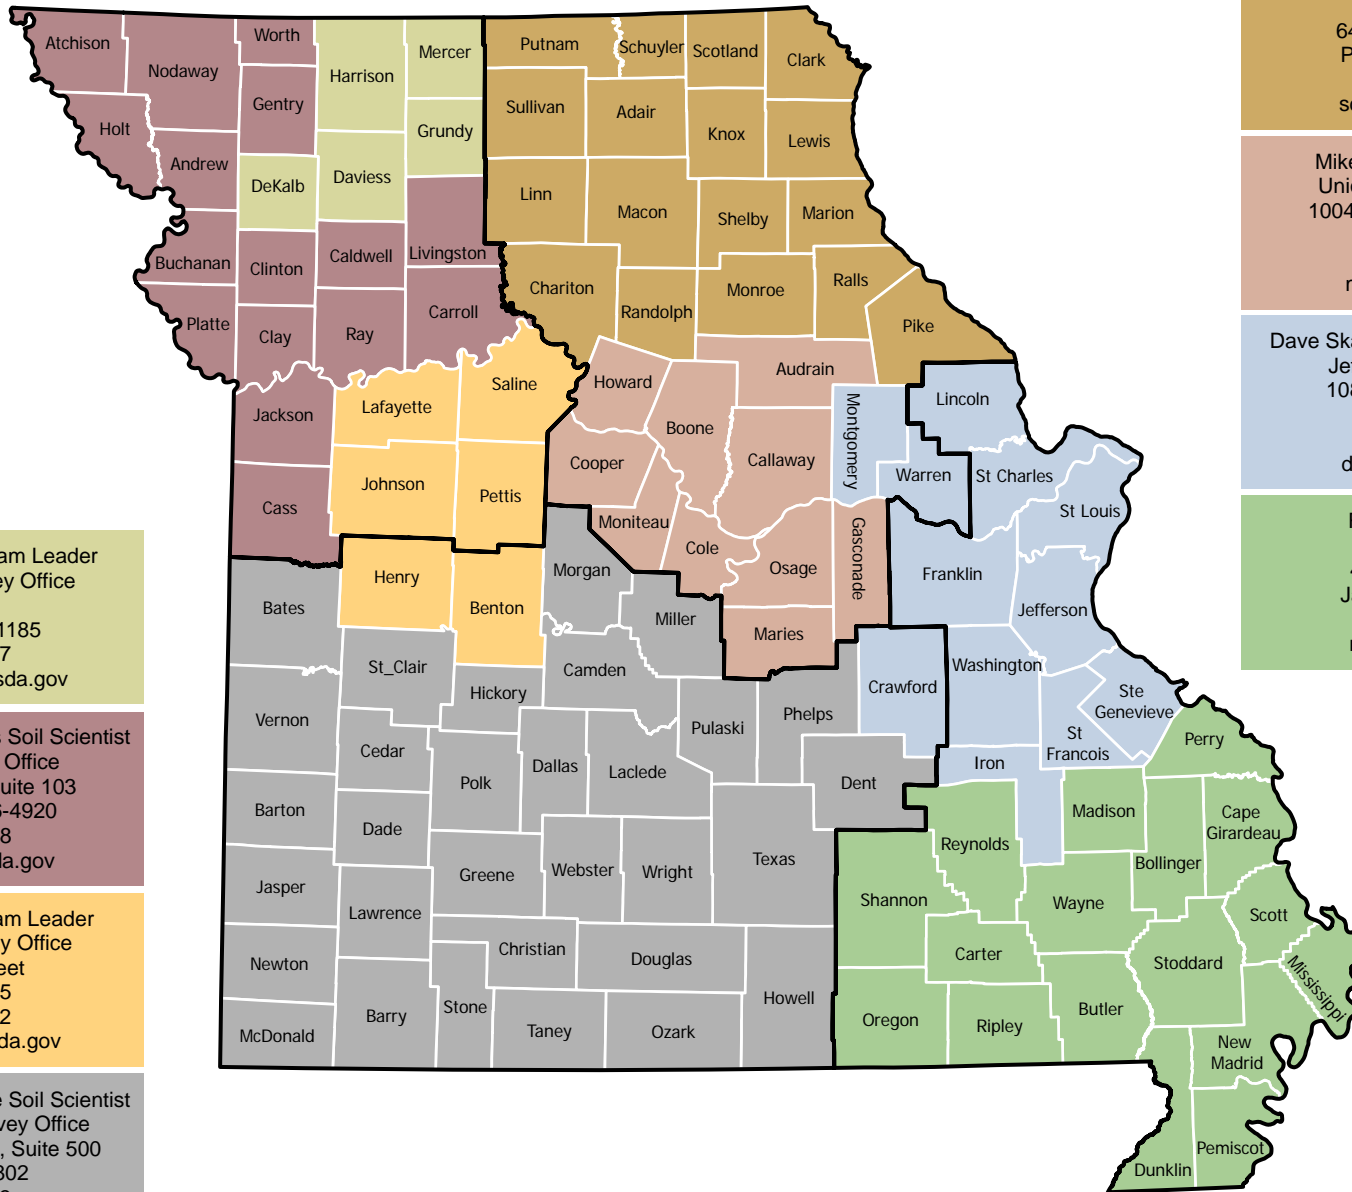 Atchison
Nodaway
Worth
Harrison
Mercer
Putnam
Schuyler
Scotland
Clark
Holt
Gentry
Grundy
Sullivan
Adair
Knox
Lewis
Andrew
DeKalb
Daviess
Linn
Macon
Shelby
Marion
Buchanan
Clinton
Caldwell
Livingston
Chariton
Randolph
Monroe
Ralls
Pike
Platte
Clay
Ray
Carroll
Jackson
Lafayette
Saline
Howard
Audrain
Boone
Callaway
Montgomery
Lincoln
Warren
St Charles
St Louis
Cass
Johnson
Pettis
Cooper
Moniteau
Cole
Osage
Gasconade
Franklin
Jefferson
Bates
Henry
Benton
Morgan
Miller
Maries
St_Clair
Hickory
Camden
Pulaski
Phelps
Crawford
Washington
Ste
Genevieve
St
Francois
Perry
Vernon
Cedar
Polk
Dallas
Laclede
Dent
Iron
Barton
Dade
Greene
Webster
Wright
Texas
Reynolds
Madison
Bollinger
Cape
Girardeau
Jasper
Lawrence
Christian
Douglas
Shannon
Wayne
Scott
Newton
Barry
Stone
Taney
Ozark
Howell
Carter
Stoddard
Mississippi
McDonald
Oregon
Ripley
Butler
New
Madrid
Dunklin
Pemiscot
am Leader
ey Office
1185
7
sda.gov
s Soil Scientist
Office
uite 103
6-4920
8
da.gov
am Leader
y Office
eet
5
2
da.gov
e Soil Scientist
vey Office
, Suite 500
802
64
P
so
Mike
Unio
1004
r
Dave Ska
Jef
108
d
J